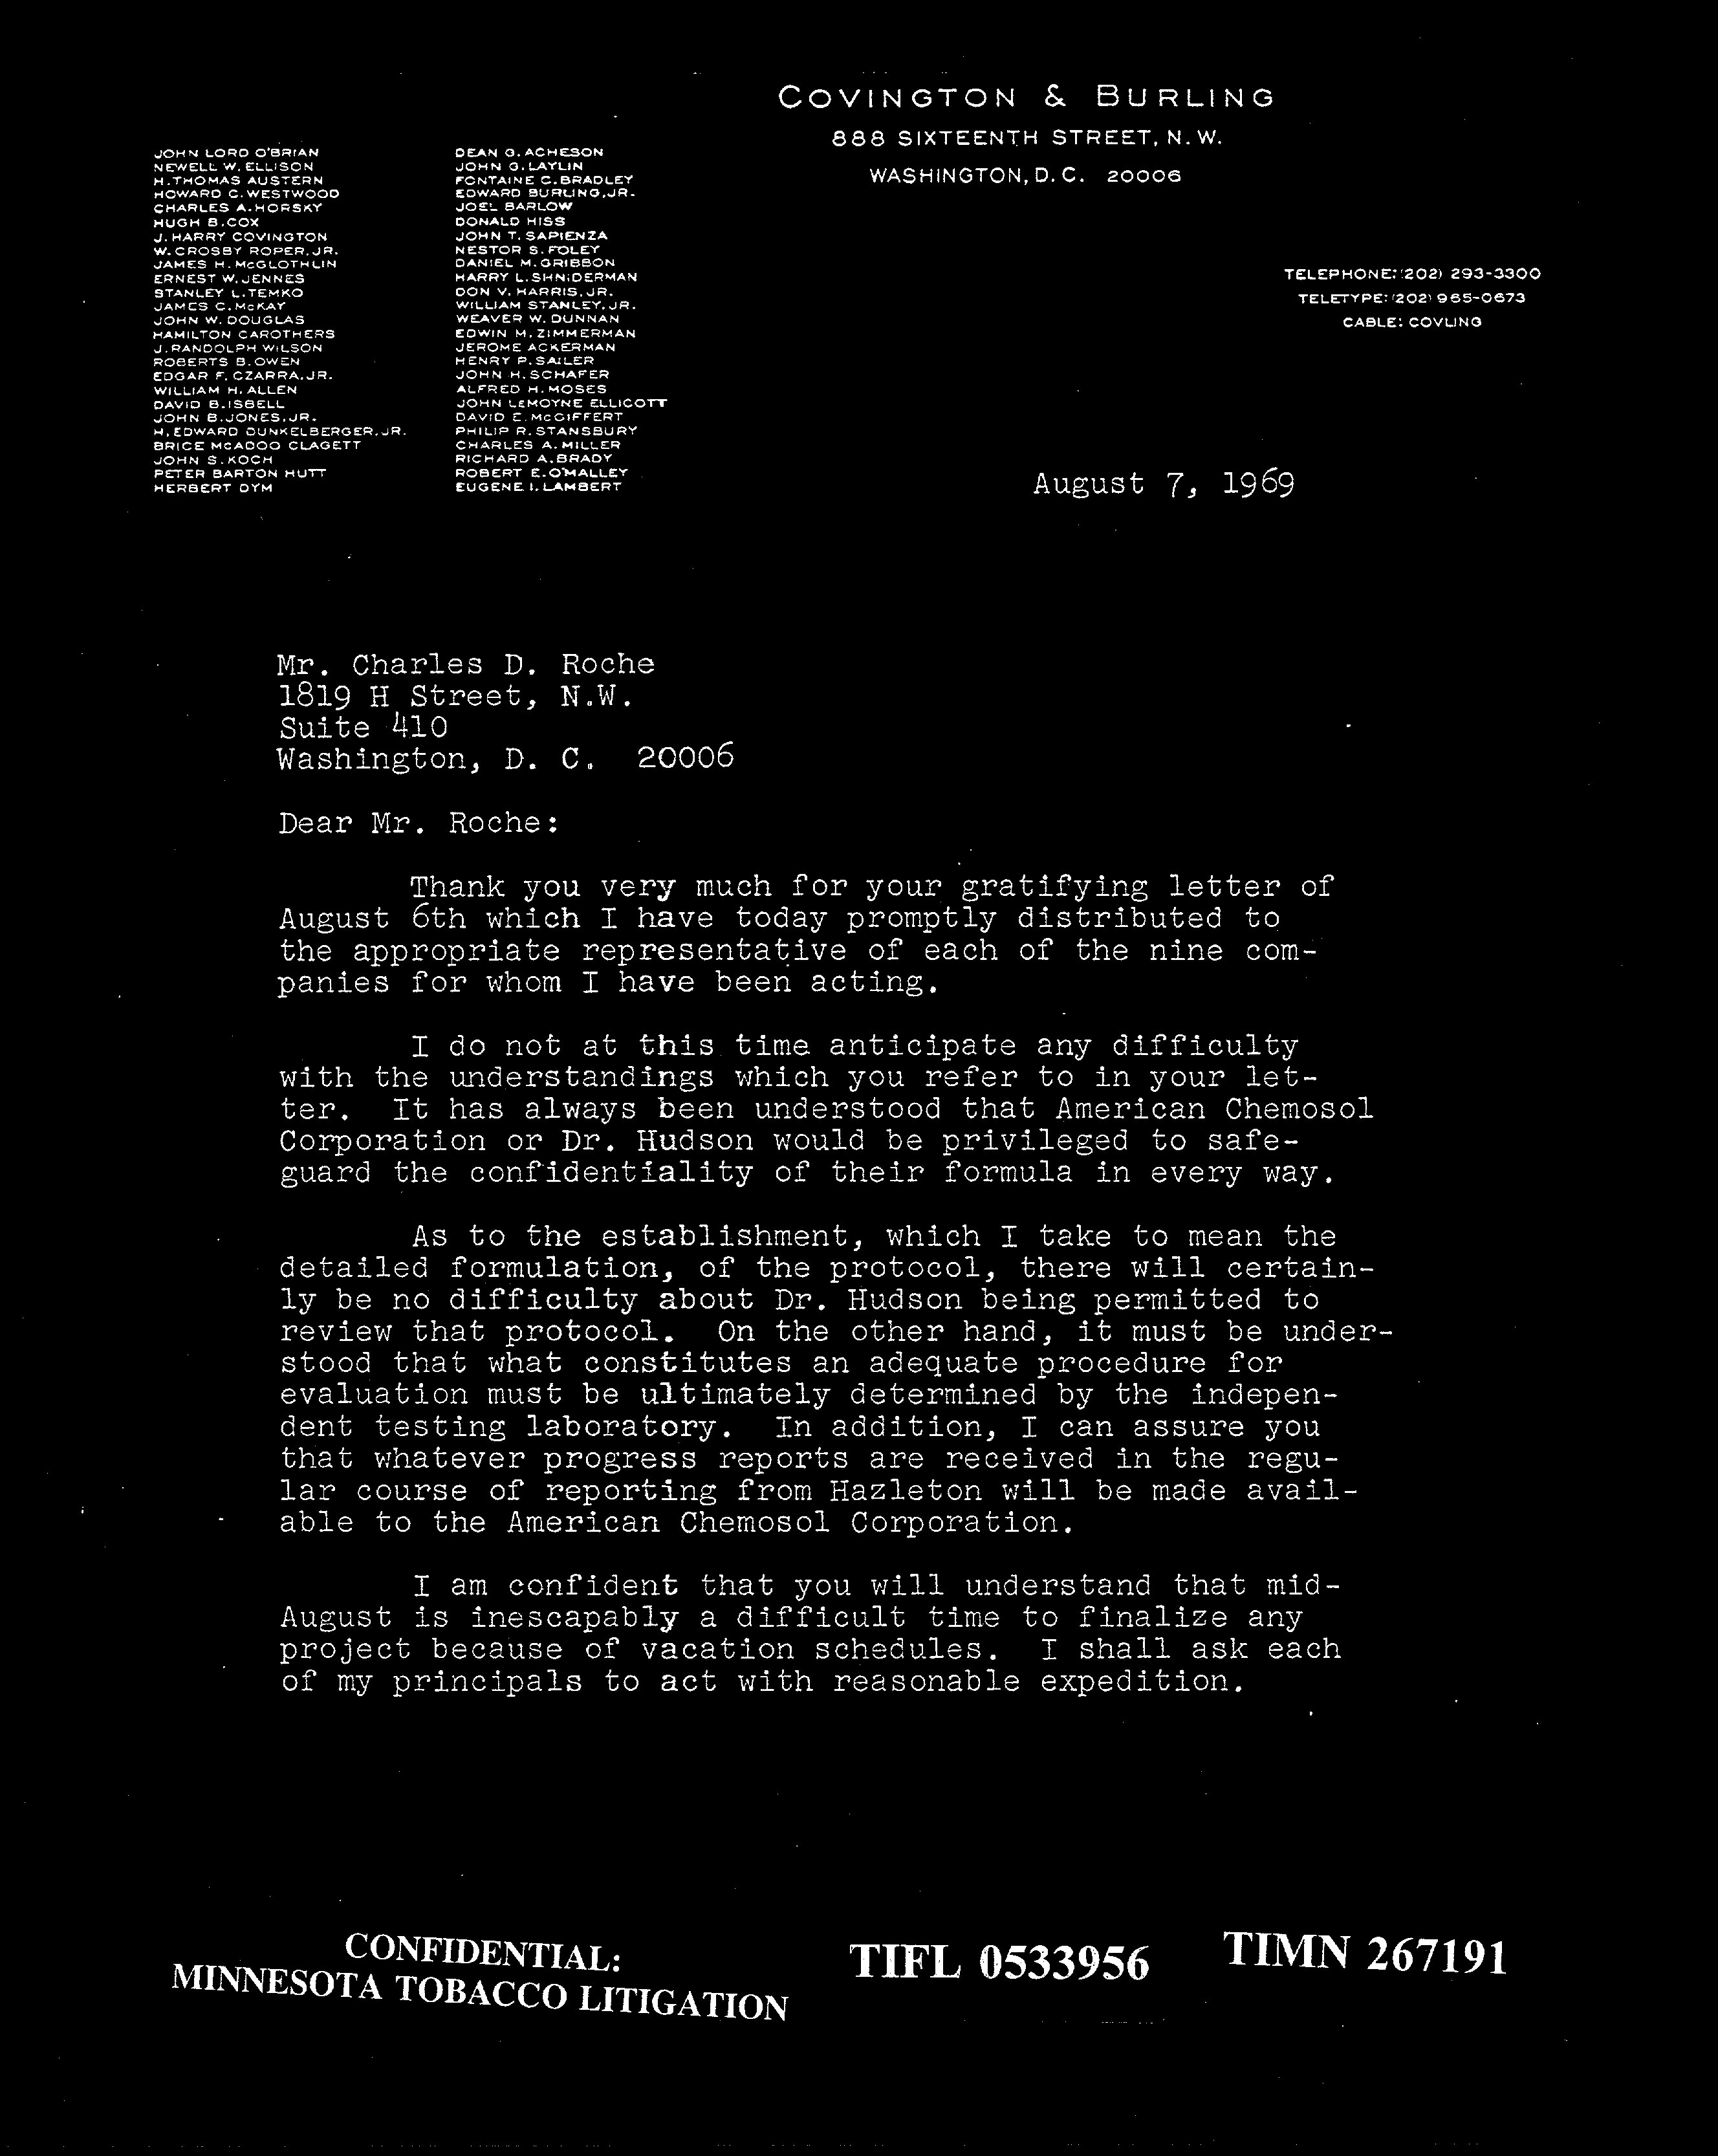 COVINGTON & BURLING
888 SIXTEENTH STREET, N. W.
WASHINGTON, D. C. 20006
JOHN LORD O'BRIAN
NEWELL W. ELLISON
H. THOMAS AUSTERN
HOWARD C. WESTWOOD
CHARLES A. HORSKY
HUGH B. COX
J. HARRY COVINGTON
W. CROSBY ROPER, JR.
JAMES H. McGLOTHLIN
ERNEST W. JENNES
STANLEY L. TEMKO
JAMES C. McKAY
JOHN W. DOUGLAS
HAMILTON CAROTHERS
J. RANDOLPH WILSON
ROBERTS B. OWEN
EDGAR F. CZARRA, JR.
WILLIAM H. ALLEN
DAVID B. ISBELL
JOHN B. JONES, JR.
H. EDWARD DUNKELBERGER, JR.
BRICE McADOO CLAGETT
JOHN S. KOCH
PETER BARTON HUTT
HERBERT DYM
DEAN G. ACHESON
JOHN G. LAYLIN
FONTAINE C. BRADLEY
EDWARD BURLING, JR.
JOEL BARLOW
DONALD HISS
JOHN T. SAPIENZA
NESTOR S. FOLEY
DANIEL M. GRIBBON
HARRY L. SHNIDERMAN
DON V. HARRIS, JR.
WILLIAM STANLEY, JR.
WEAVER W. DUNNAN
EDWIN M. ZIMMERMAN
JEROME ACKERMAN
HENRY P. SAILER
JOHN H. SCHAFER
ALFRED H. MOSES
JOHN LEMOYNE ELLICOTT
DAVID E. McGIFFERT
PHILIP R. STANSBURY
CHARLES A. MILLER
RICHARD A. BRADY
ROBERT E. O'MALLEY
EUGENE I. LAMBERT
TELEPHONE: (202) 293-3300
TELETYPE: (202) 965-0673
CABLE: COVLING
August 7, 1969
Mr. Charles D. Roche
1819 H Street, N.W.
Suite 410
Washington, D. C. 20006
Dear Mr. Roche:
Thank you very much for your gratifying letter of
August 6th which I have today promptly distributed to
the appropriate representative of each of the nine com-
panies for whom I have been acting.
I do not at this time anticipate any difficulty
with the understandings which you refer to in your let-
ter. It has always been understood that American Chemosol
Corporation or Dr. Hudson would be privileged to safe-
guard the confidentiality of their formula in every way.
As to the establishment, which I take to mean the
detailed formulation, of the protocol, there will certain-
ly be no difficulty about Dr. Hudson being permitted to
review that protocol. On the other hand, it must be under-
stood that what constitutes an adequate procedure for
evaluation must be ultimately determined by the indepen-
dent testing laboratory. In addition, I can assure you
that whatever progress reports are received in the regu-
lar course of reporting from Hazleton will be made avail-
able to the American Chemosol Corporation.
I am confident that you will understand that mid-
August is inescapably a difficult time to finalize any
project because of vacation schedules. I shall ask each
of my principals to act with reasonable expedition.
CONFIDENTIAL:
MINNESOTA TOBACCO LITIGATION
TIFL 0533956
TIMN 267191